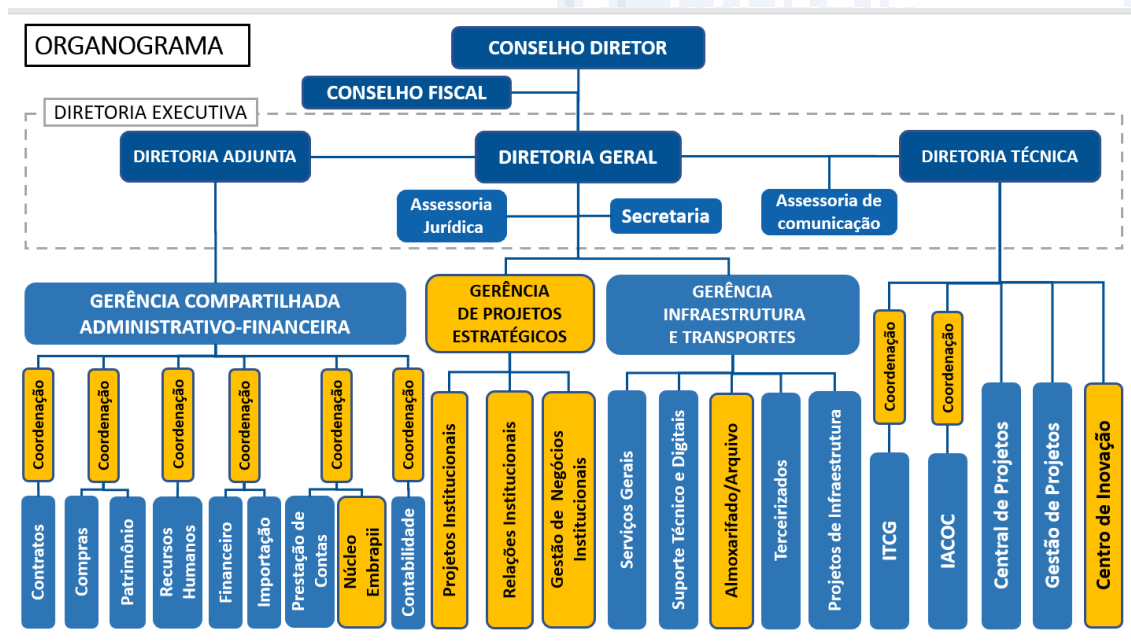 ORGANOGRAMA
CONSELHO DIRETOR
CONSELHO FISCAL
DIRETORIA EXECUTIVA
DIRETORIA ADJUNTA
DIRETORIA GERAL
DIRETORIA TÉCNICA
Assessoria
Jurídica
Secretaria
Assessoria de
comunicação
GERÊNCIA COMPARTILHADA
ADMINISTRATIVO-FINANCEIRA
GERÊNCIA
DE PROJETOS
ESTRATÉGICOS
GERÊNCIA
INFRAESTRUTURA
E TRANSPORTES
Coordenação
Coordenação
Coordenação
Coordenação
Coordenação
Coordenação
Coordenação
Coordenação
Contratos
Compras
Patrimônio
Recursos
Humanos
Financeiro
Importação
Prestação de
Contas
Núcleo
Embrapii
Contabilidade
Projetos Institucionais
Relações Institucionais
Gestão de Negócios
Institucionais
Serviços Gerais
Suporte Técnico e Digitais
Almoxarifado/Arquivo
Terceirizados
Projetos de Infraestrutura
ITCG
IACOC
Central de Projetos
Gestão de Projetos
Centro de Inovação